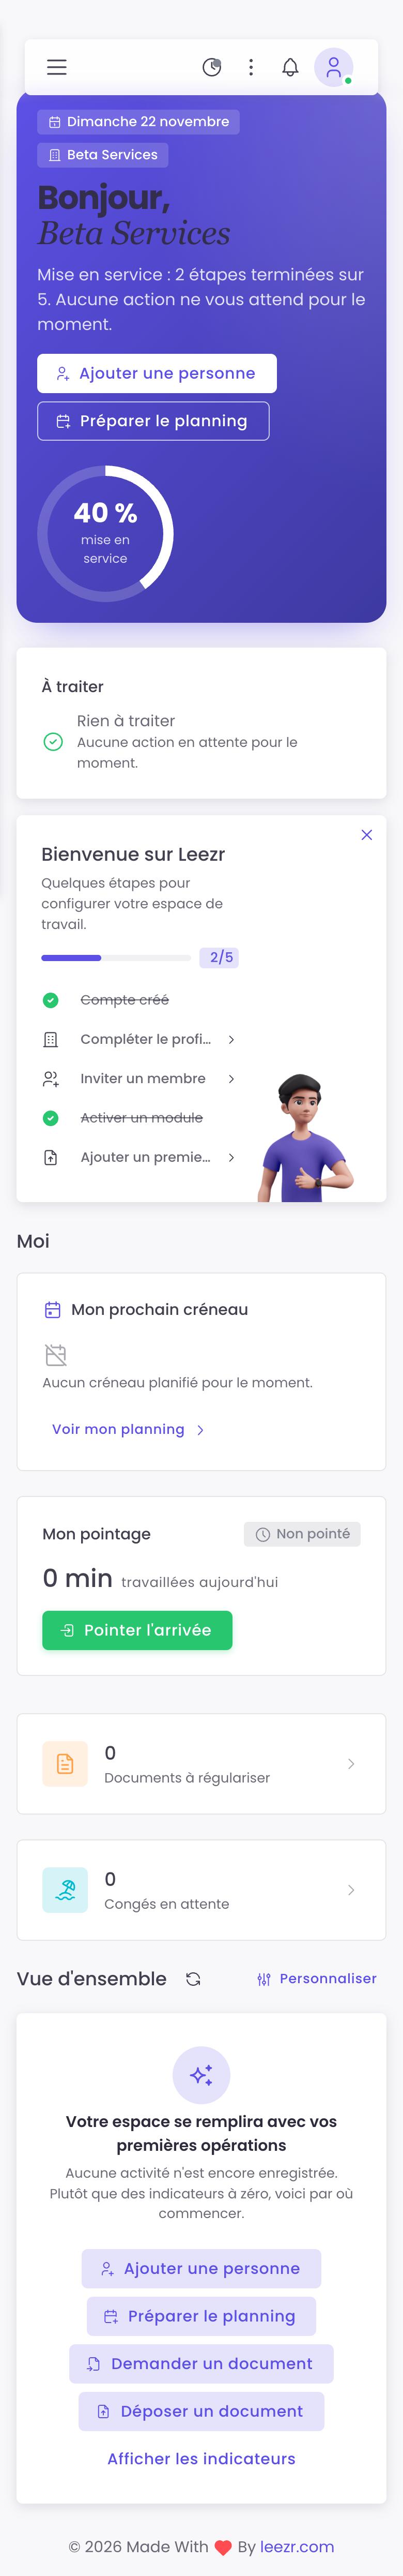 Dimanche 22 novembre
Beta Services
Bonjour,
Beta Services
Mise en service : 2 étapes terminées sur
5. Aucune action ne vous attend pour le
moment.
Ajouter une personne
Préparer le planning
40 %
mise en
service
À traiter
Rien à traiter
Aucune action en attente pour le
moment.
Bienvenue sur Leezr
Quelques étapes pour
configurer votre espace de
travail.
2/5
Compte créé
Compléter le profi...
Inviter un membre
Activer un module
Ajouter un premie...
Moi
Mon prochain créneau
Aucun créneau planifié pour le moment.
Voir mon planning
Mon pointage
Non pointé
0 min travaillées aujourd'hui
Pointer l'arrivée
0
Documents à régulariser
0
Congés en attente
Vue d'ensemble
Personnaliser
Votre espace se remplira avec vos
premières opérations
Aucune activité n'est encore enregistrée.
Plutôt que des indicateurs à zéro, voici par où
commencer.
Ajouter une personne
Préparer le planning
Demander un document
Déposer un document
Afficher les indicateurs
© 2026 Made With ❤ By leezr.com